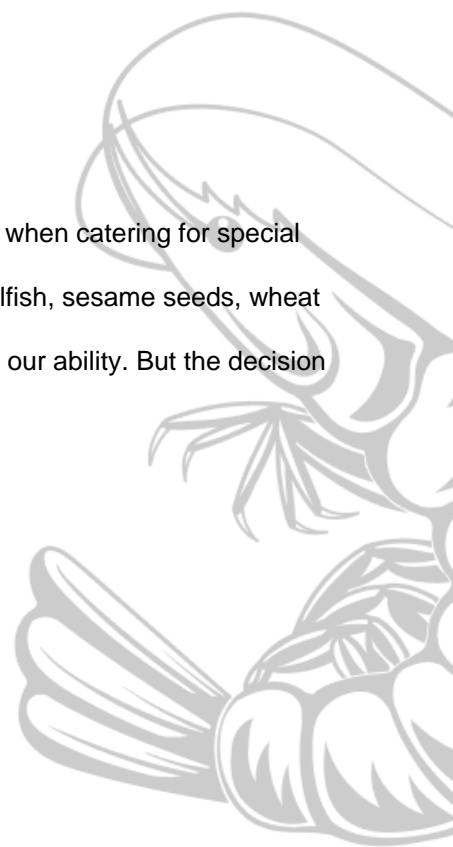 when catering for special
lfish, sesame seeds, wheat
our ability. But the decision